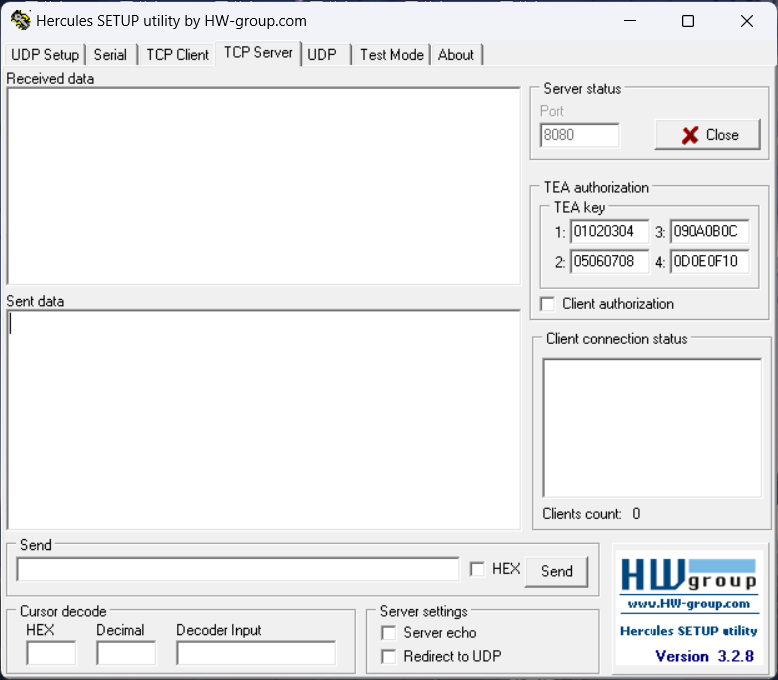 Hercules SETUP utility by HW-group.com
UDP Setup Serial TCP Client TCP Server UDP Test Mode About
Received data
Sent data
Server status
Port
8080
Close
TEA authorization
TEA key
1: 01020304 3: 090A0B0C
2: 05060708 4: 0D0E0F10
Client authorization
Client connection status
Clients count: 0
Send
HEX Send
Cursor decode
HEX Decimal Decoder Input
Server settings
Server echo
Redirect to UDP
HWgroup
www.HW-group.com
Hercules SETUP utility
Version 3.2.8